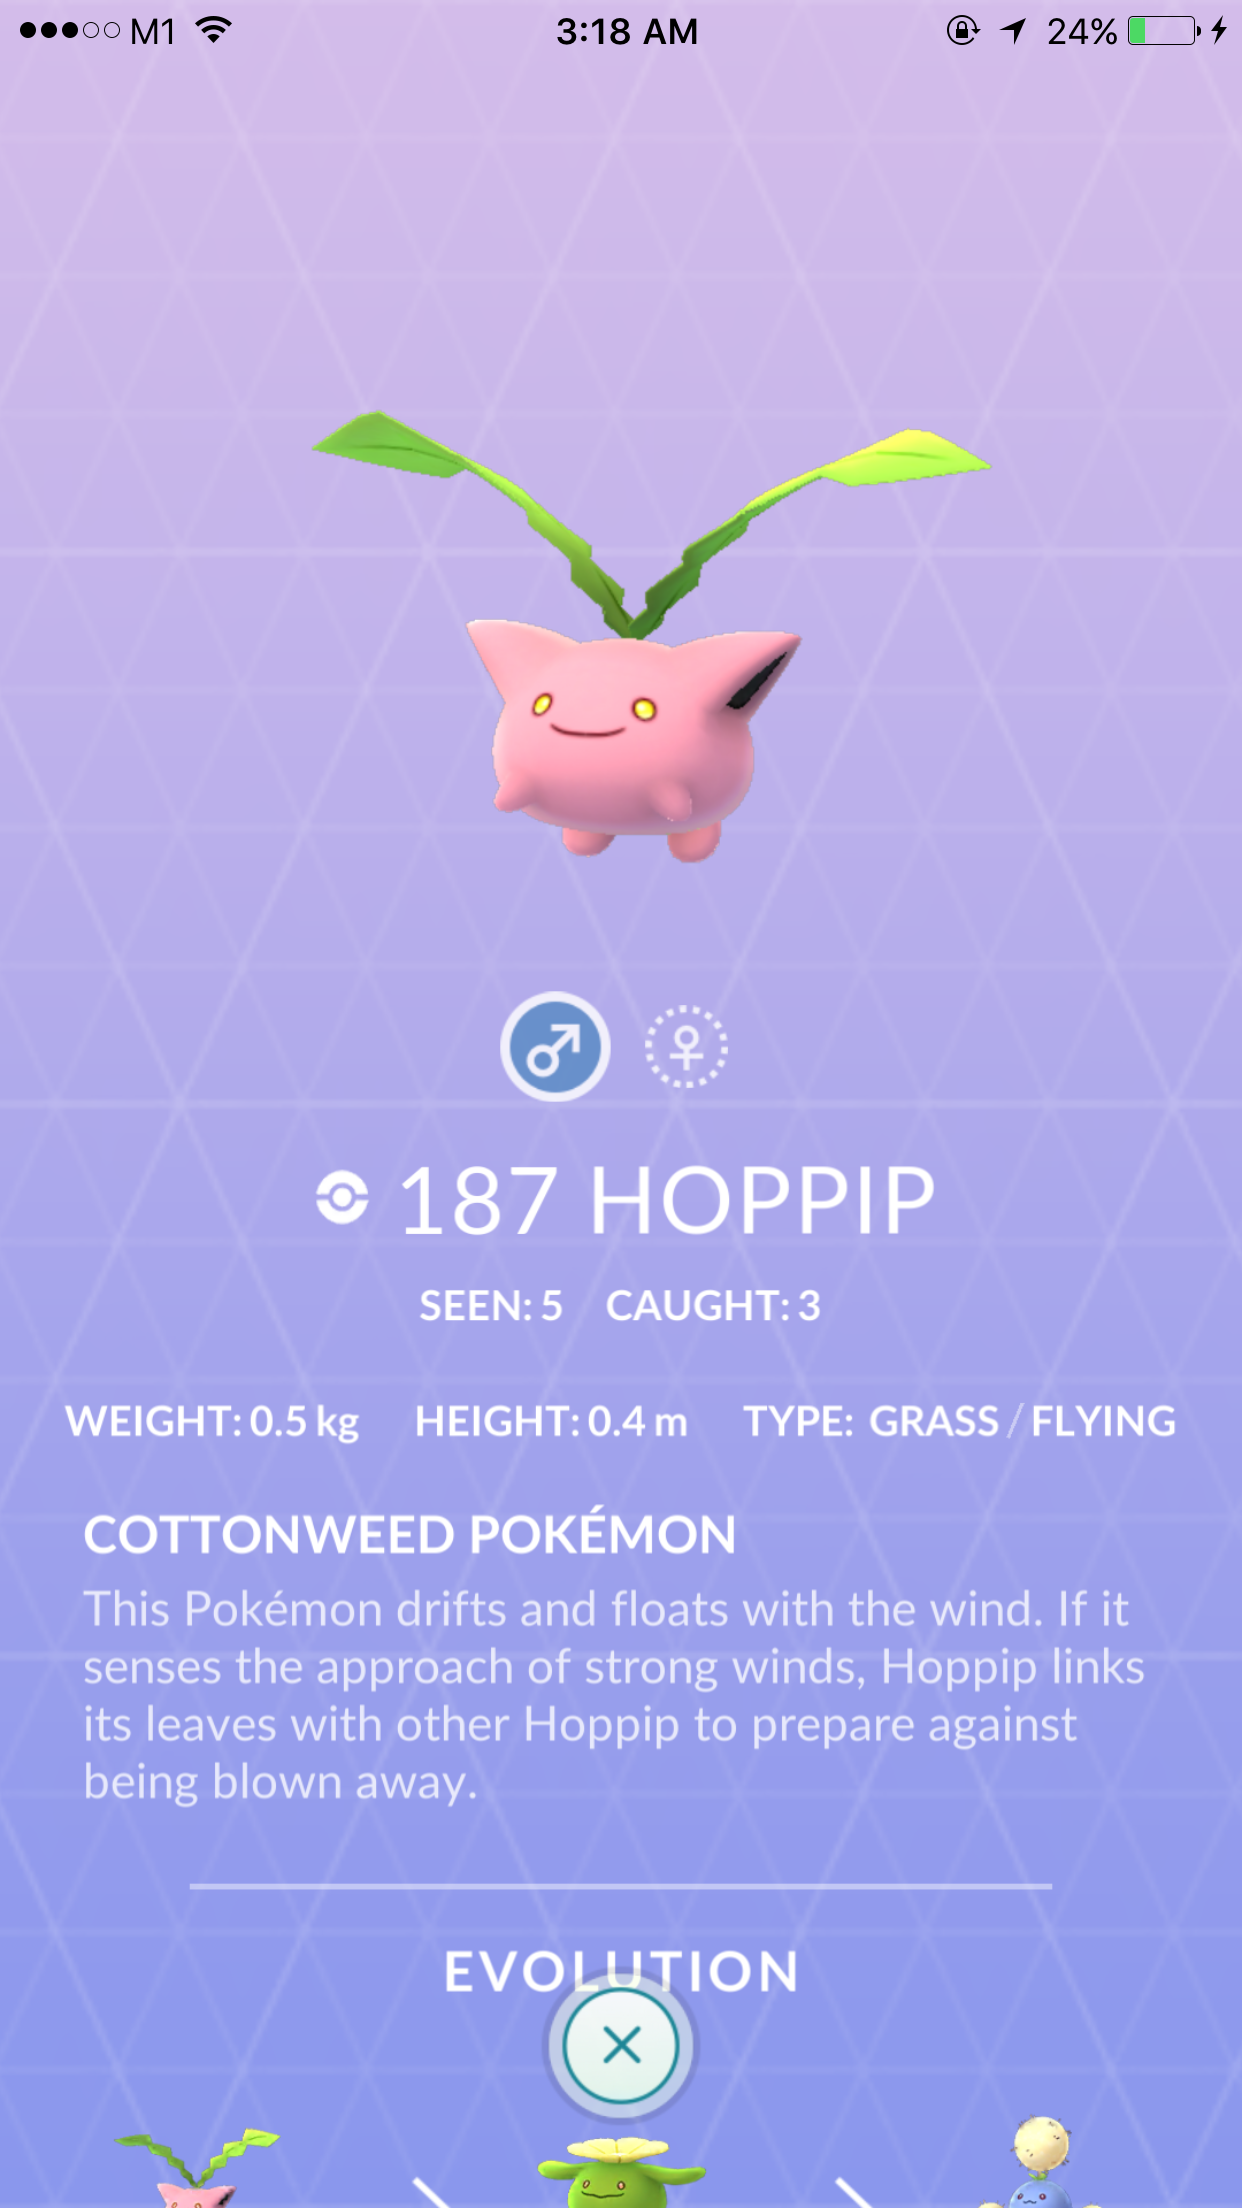 M1 3:18 AM 24%
187 HOPPIP
SEEN: 5 CAUGHT: 3
WEIGHT: 0.5 kg HEIGHT: 0.4 m TYPE: GRASS / FLYING
COTTONWEED POKÉMON
This Pokémon drifts and floats with the wind. If it
senses the approach of strong winds, Hoppip links
its leaves with other Hoppip to prepare against
being blown away.
EVOLUTION